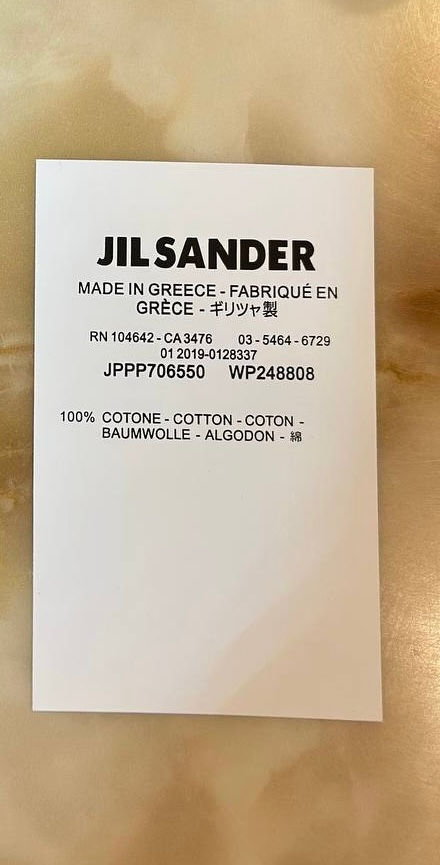 JIL SANDER
MADE IN GREECE - FABRIQUÉ EN
GRÈCE - ギリツャ製
RN 104642 - CA 3476 03 - 5464 - 6729
01 2019-0128337
JPPP706550 WP248808
100% COTONE - COTTON - COTON -
BAUMWOLLE - ALGODON - 綿